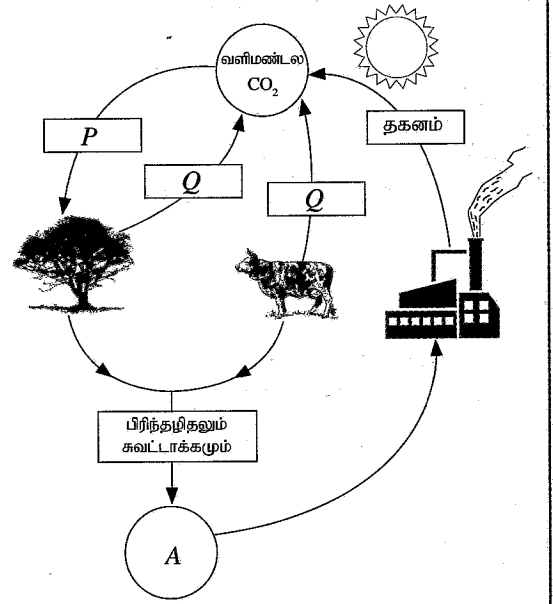 வளிமண்டல
CO₂
தகனம்
P
Q
Q
பிரிந்தழிதலும்
சுவட்டாக்கமும்
A